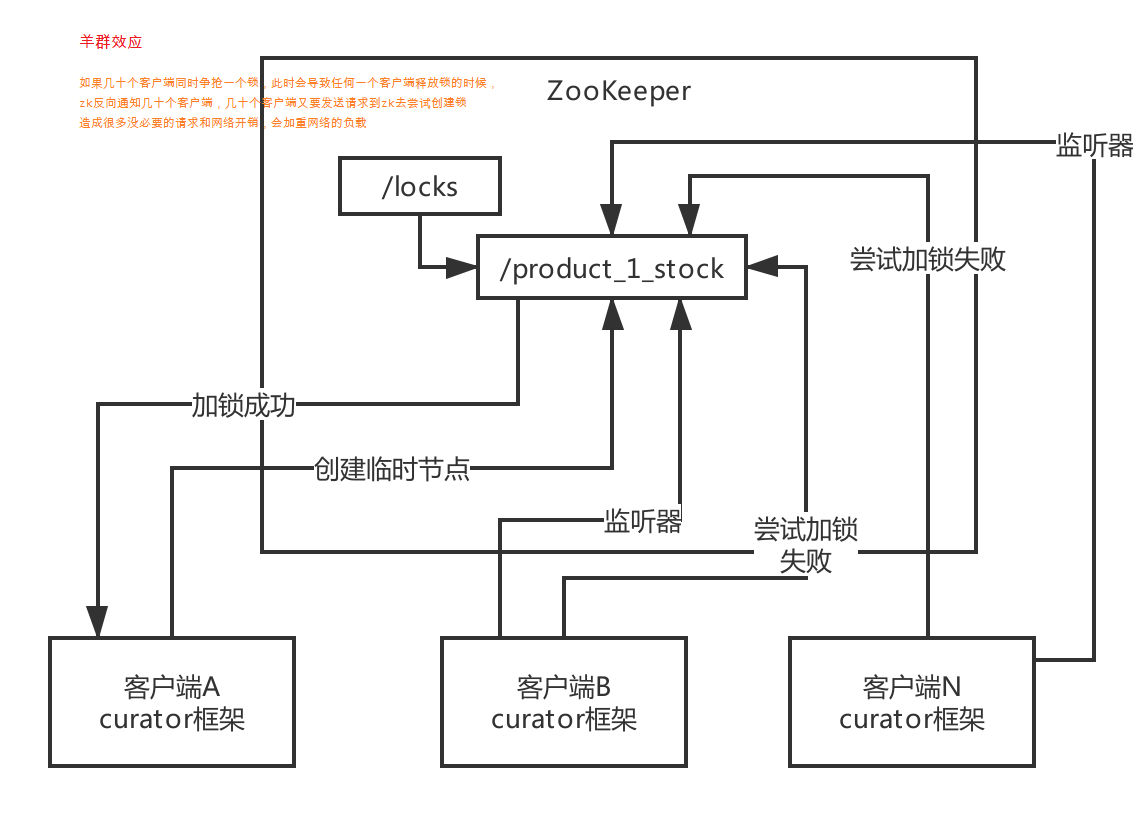 羊群效应
如果几十个客户端同时争抢一个锁，此时会导致任何一个客户端释放锁的时候，
zk反向通知几十个客户端，几十个客户端又要发送请求到zk去尝试创建锁
造成很多没必要的请求和网络开销，会加重网络的负载
ZooKeeper
监听器
/locks
尝试加锁失败
/product_1_stock
加锁成功
创建临时节点
监听器
尝试加锁
失败
客户端A
curator框架
客户端B
curator框架
客户端N
curator框架